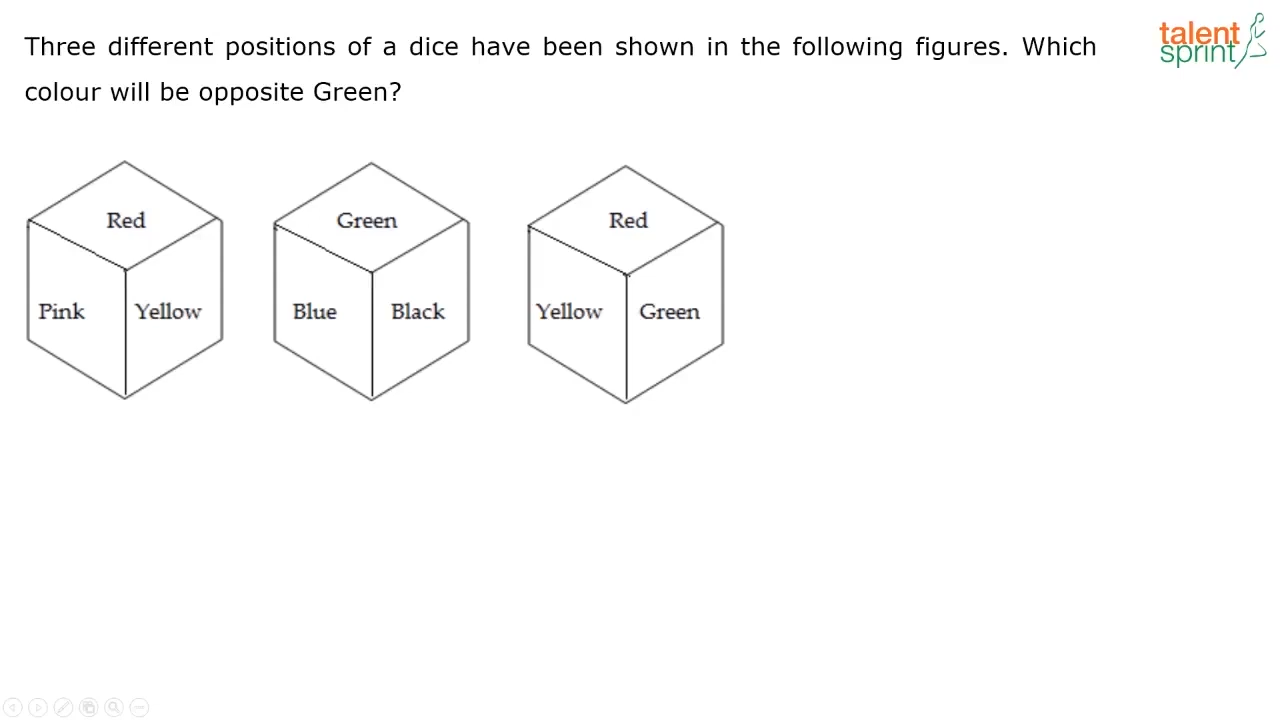 Three different positions of a dice have been shown in the following figures. Which
colour will be opposite Green?
talent
sprint
Red
Pink
Yellow
Green
Blue
Black
Red
Yellow
Green